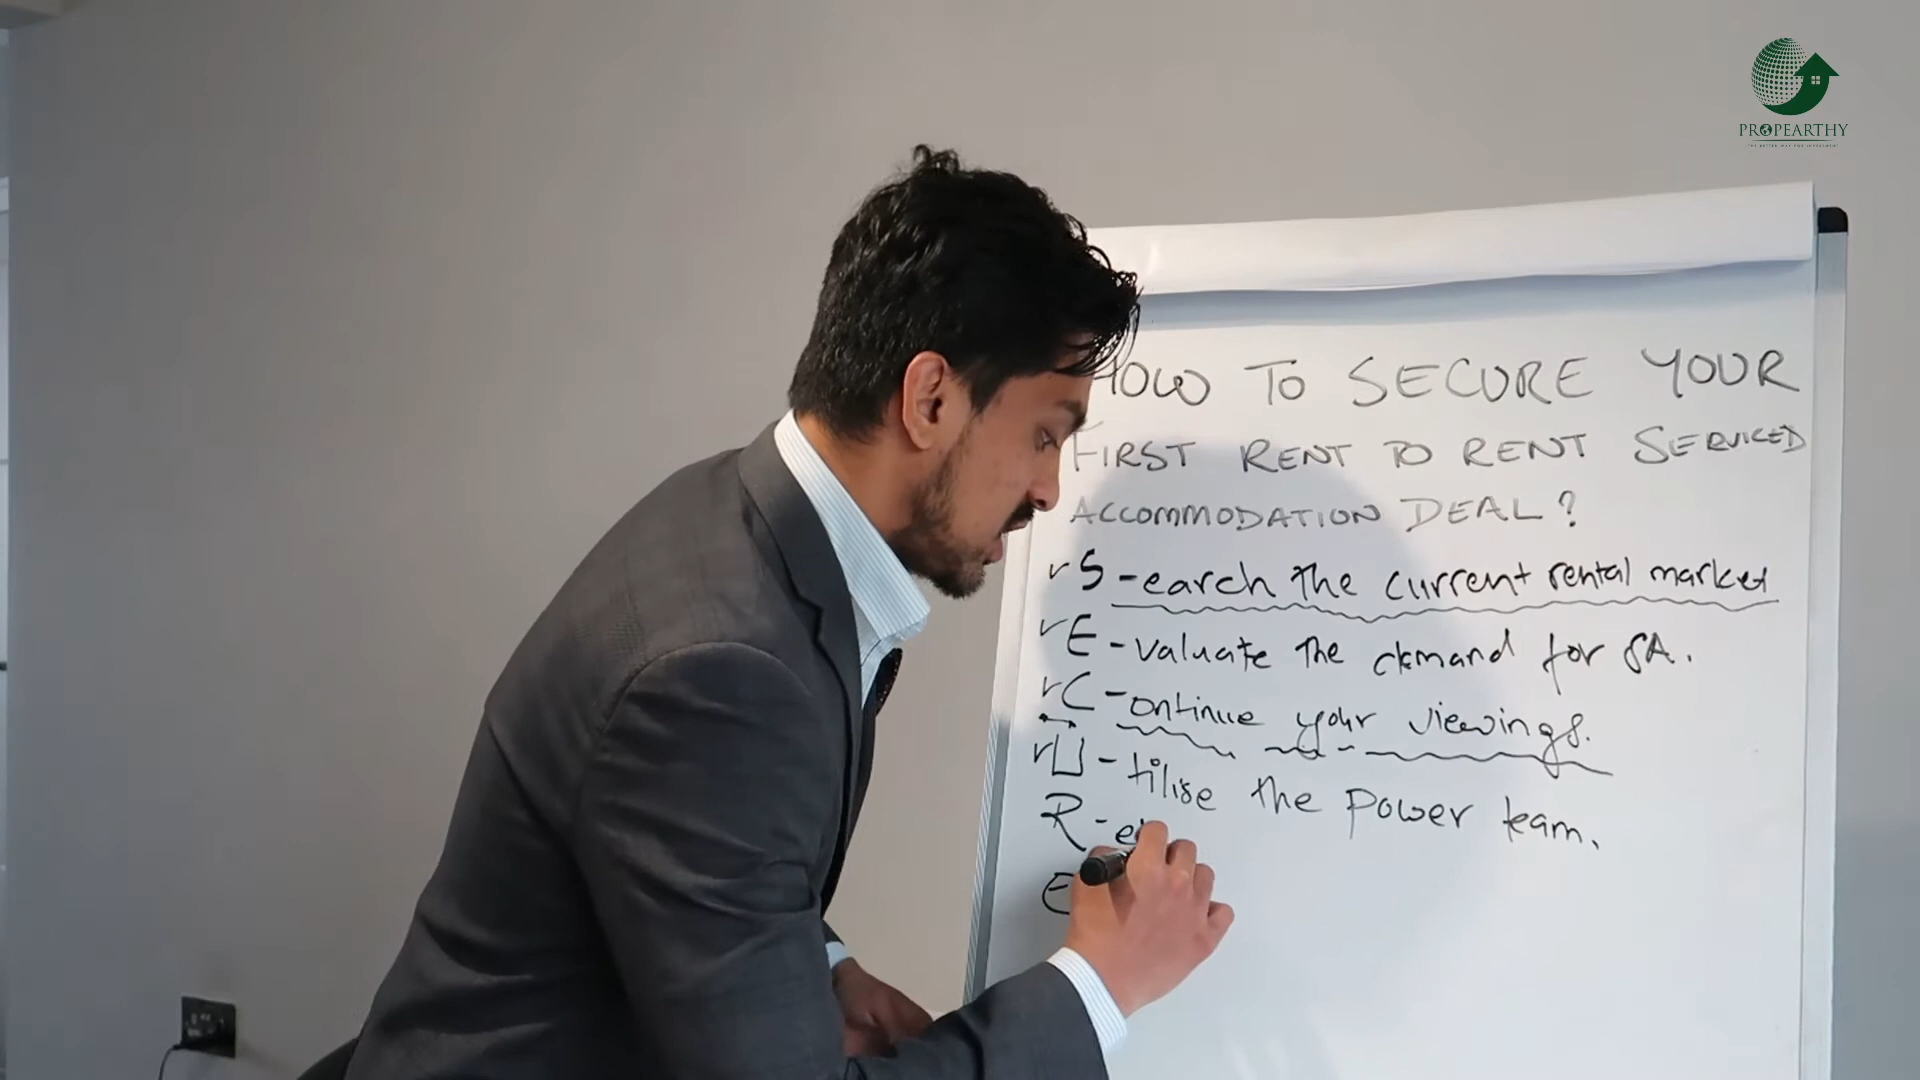 PROPEARTHY
HOW TO SECURE YOUR
FIRST RENT TO RENT SERVICED
ACCOMMODATION DEAL?
S-earch the current rental market
E-valuate the demand for SA.
C-ontinue your viewings.
U-tilise the power team.
R-e
E